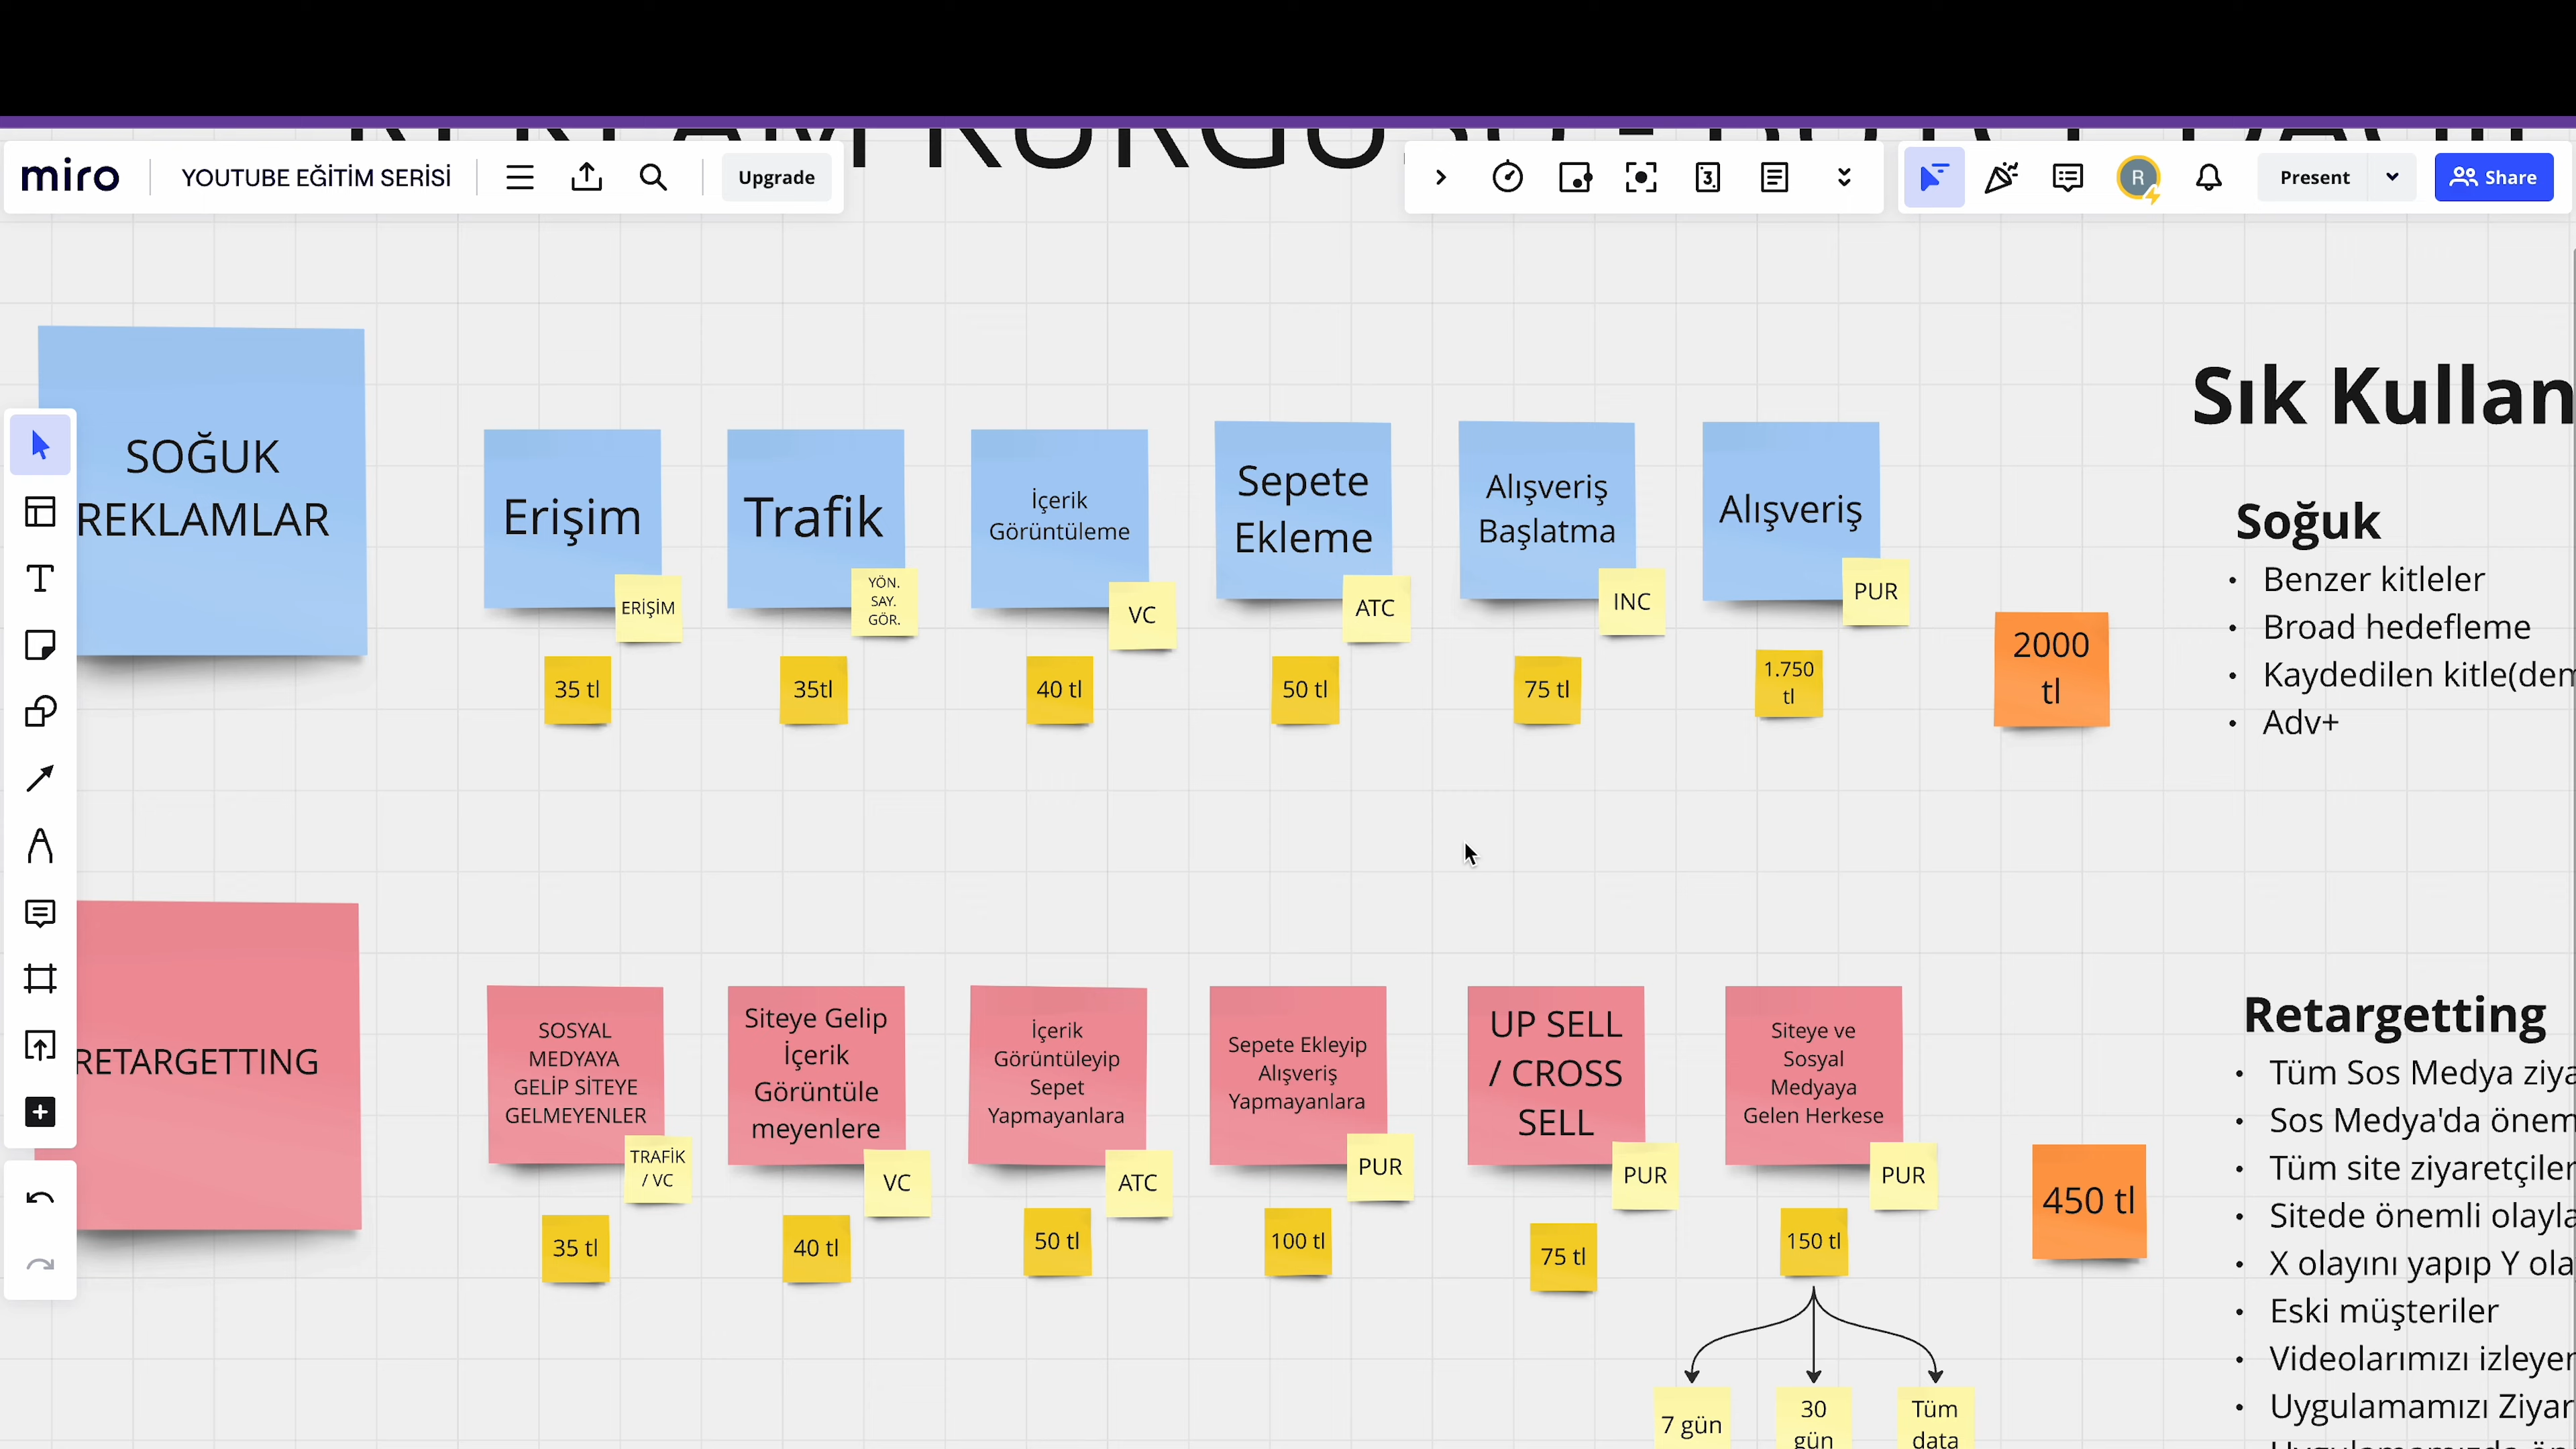 REKLAM KURGUSU -
miro
YOUTUBE EĞİTİM SERİSİ
Upgrade
3
R
Present
Share
SOĞUK
REKLAMLAR
Erişim
ERİŞİM
35 tl
Trafik
YÖN.
SAY.
GÖR.
35tl
İçerik
Görüntüleme
VC
40 tl
Sepete
Ekleme
ATC
50 tl
Alışveriş
Başlatma
INC
75 tl
Alışveriş
PUR
1.750
tl
2000
tl
Sık Kullan
Soğuk
• Benzer kitleler
• Broad hedefleme
• Kaydedilen kitle(dem
• Adv+
RETARGETTING
SOSYAL
MEDYAYA
GELİP SİTEYE
GELMEYENLER
TRAFİK
/ VC
35 tl
Siteye Gelip
İçerik
Görüntüle
meyenlere
VC
40 tl
İçerik
Görüntüleyip
Sepet
Yapmayanlara
ATC
50 tl
Sepete Ekleyip
Alışveriş
Yapmayanlara
PUR
100 tl
UP SELL
/ CROSS
SELL
PUR
75 tl
Siteye ve
Sosyal
Medyaya
Gelen Herkese
PUR
150 tl
7 gün
30
gün
Tüm
data
450 tl
Retargetting
• Tüm Sos Medya ziya
• Sos Medya'da önem
• Tüm site ziyaretçiler
• Sitede önemli olayla
• X olayını yapıp Y ola
• Eski müşteriler
• Videolarımızı izleyen
• Uygulamamızı Ziyar